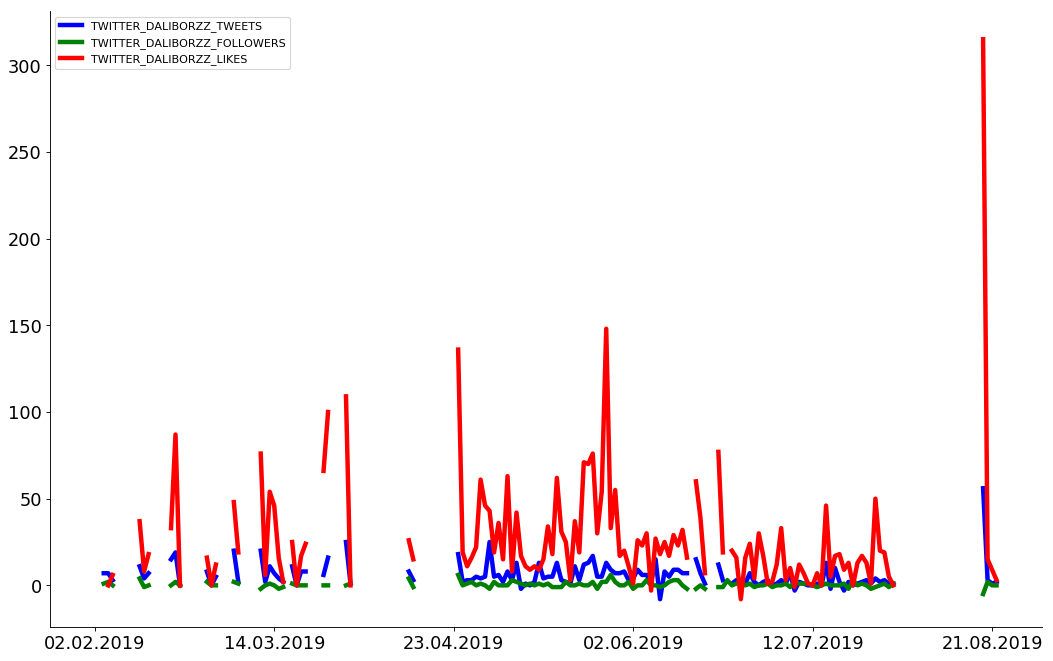 TWITTER_DALIBORZZ_TWEETS
TWITTER_DALIBORZZ_FOLLOWERS
TWITTER_DALIBORZZ_LIKES
300
250
200
150
100
50
0
02.02.2019 14.03.2019 23.04.2019 02.06.2019 12.07.2019 21.08.2019